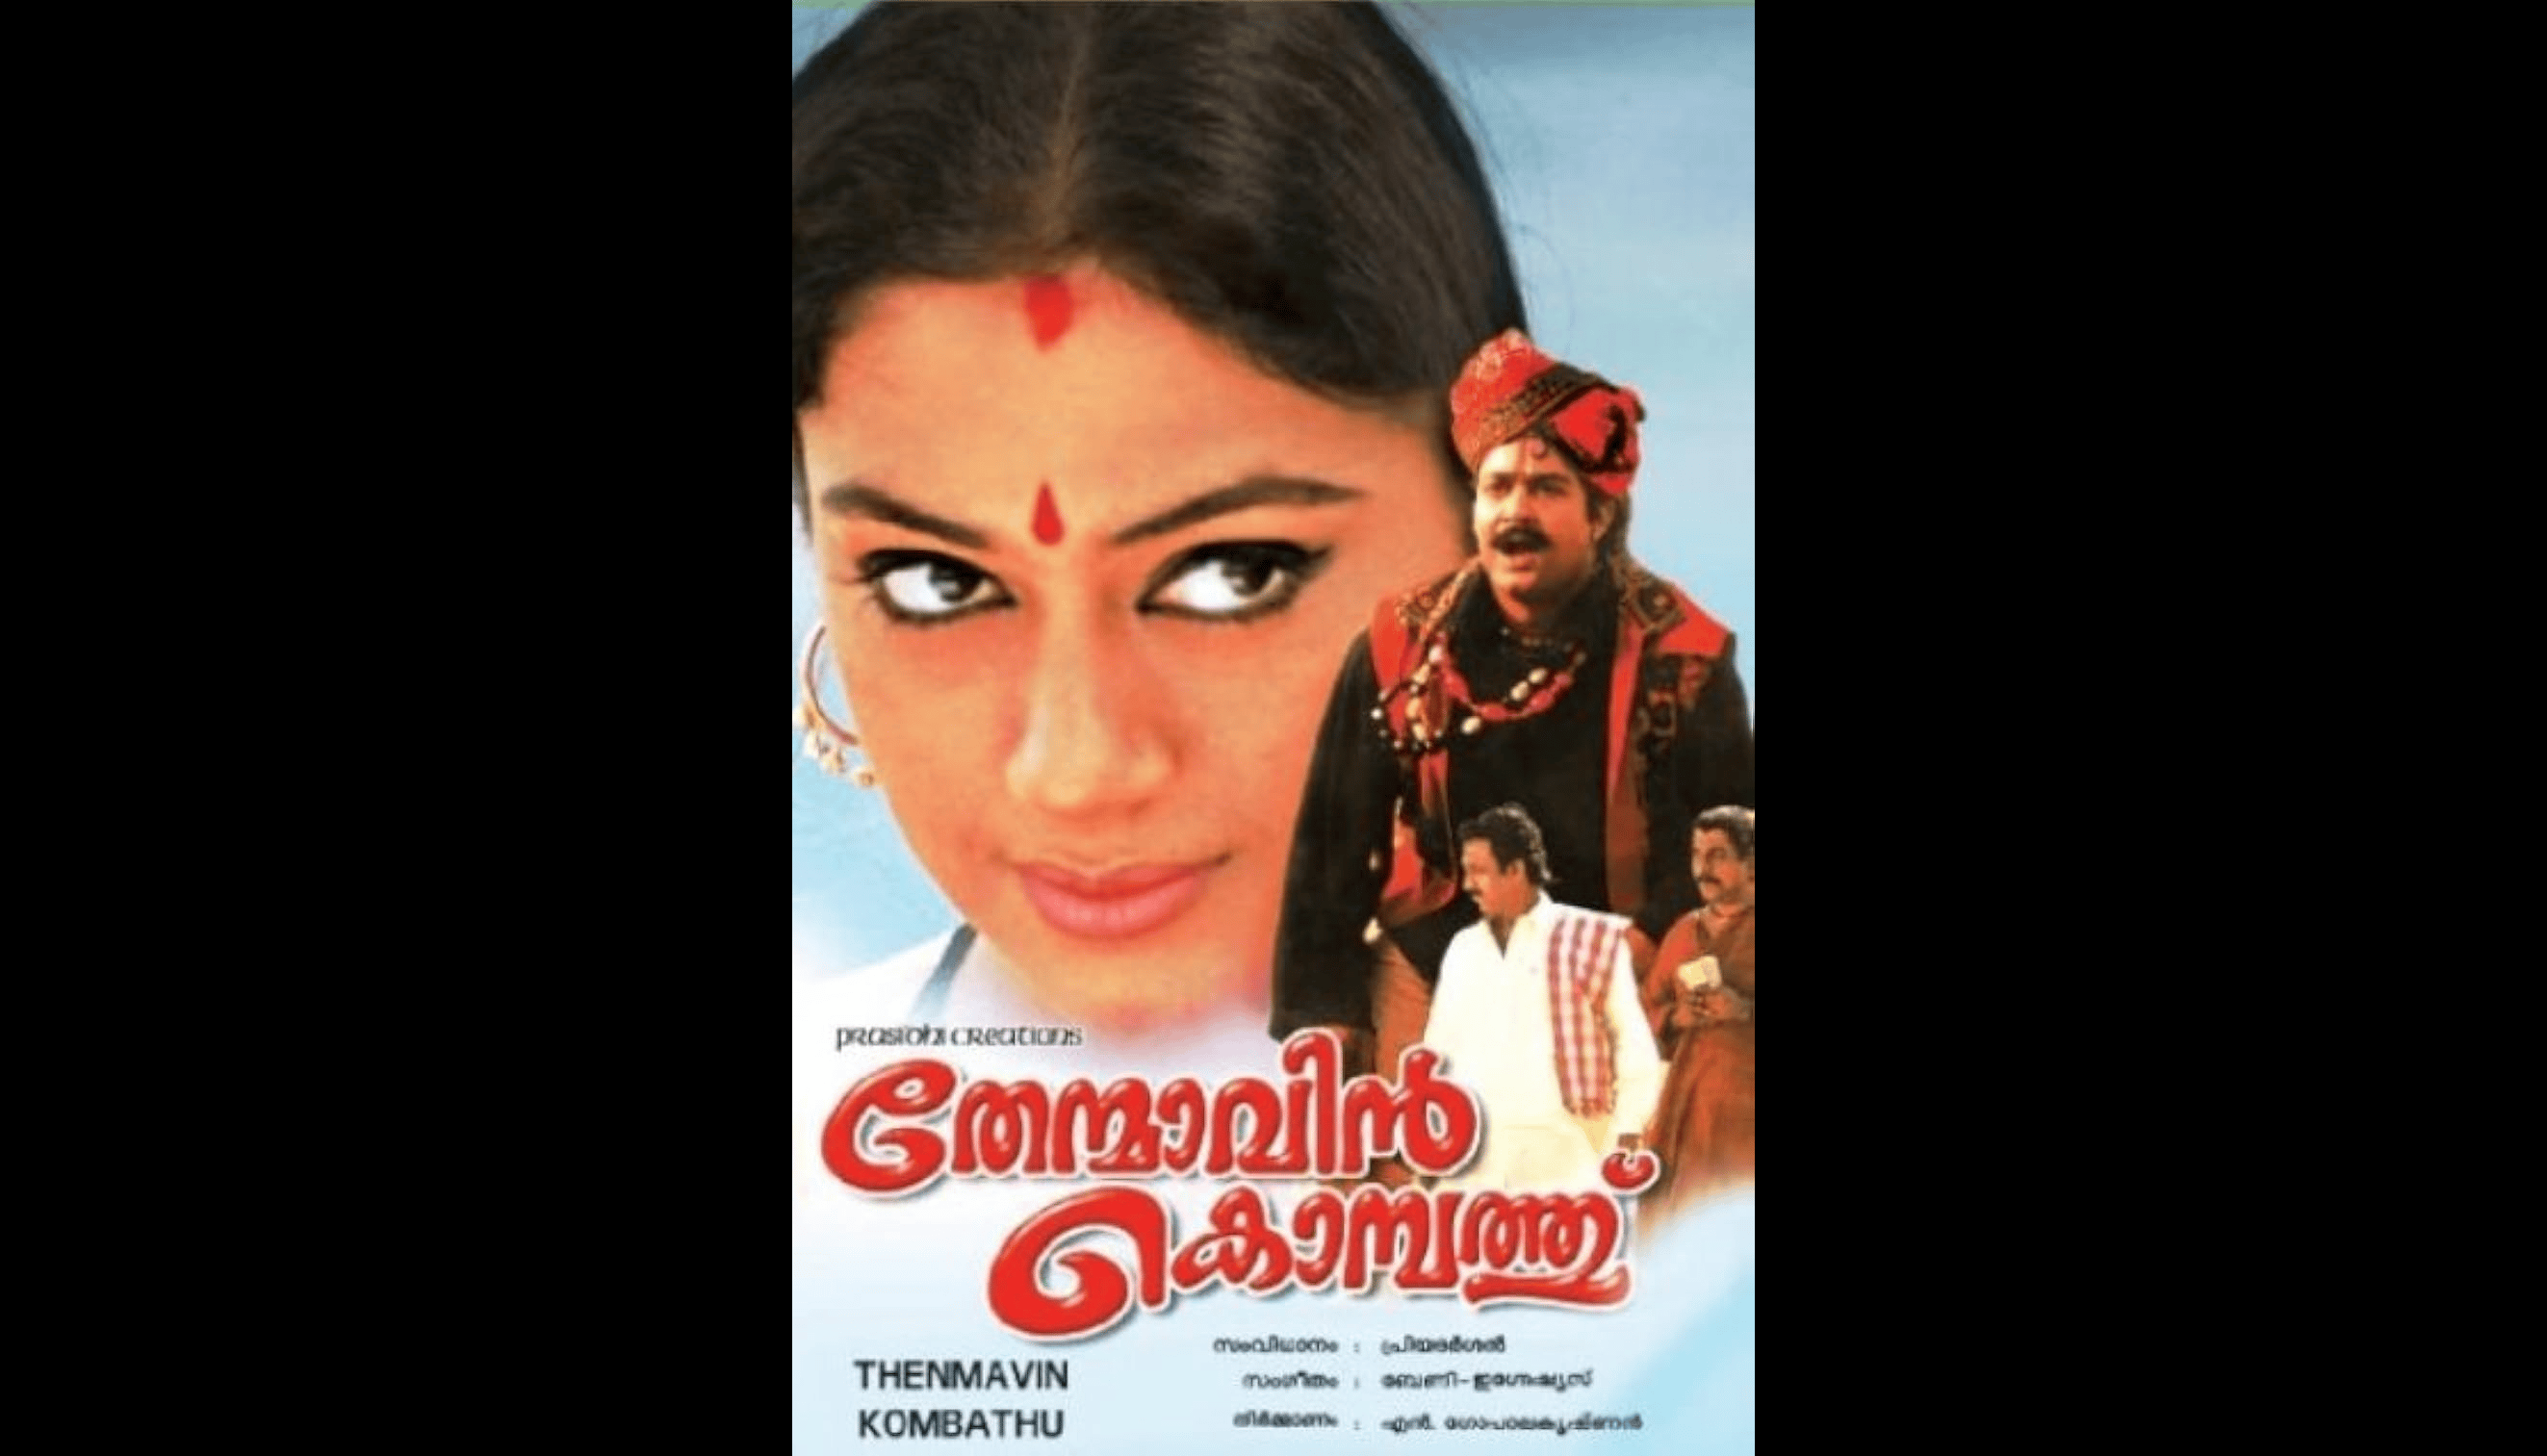 prasidhi creations
തേന്മാവിൻ
കൊമ്പത്ത്
THENMAVIN
KOMBATHU
സംവിധാനം : പ്രിയദർശൻ
സംഗീതം : ബേണി-ഇഗ്നേഷ്യസ്
നിർമ്മാണം : എൻ. ഗോപാലകൃഷ്ണൻ